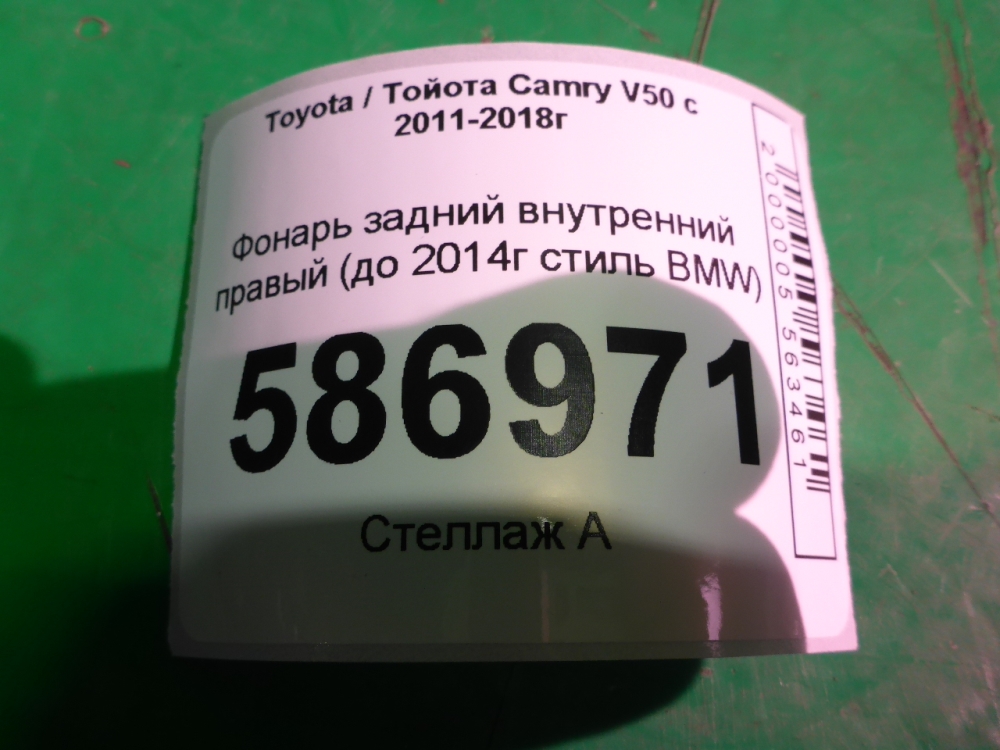 Toyota / Тойота Camry V50 с
2011-2018г
Фонарь задний внутренний
правый (до 2014г стиль BMW)
586971
Стеллаж А
2000005563461